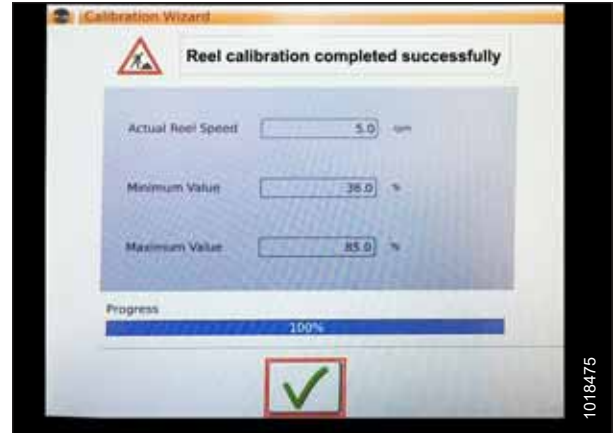 Calibration Wizard
Reel calibration completed successfully
Actual Reel Speed 5.0 rpm
Minimum Value 36.0 %
Maximum Value 85.0 %
Progress
100%
1018475